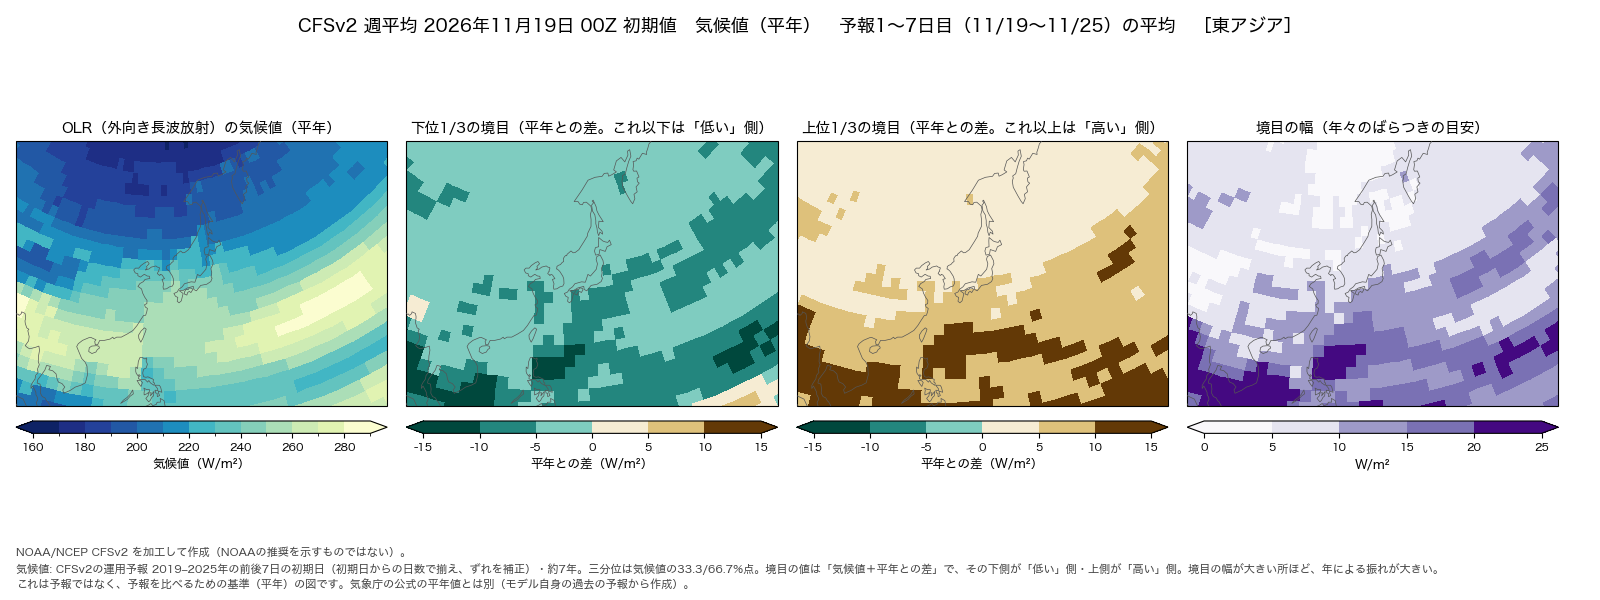 CFSv2 週平均 2026年11月19日 00Z 初期値　気候値（平年）　予報1～7日目（11/19～11/25）の平均　［東アジア］
OLR（外向き長波放射）の気候値（平年）
下位1/3の境目（平年との差。これ以下は「低い」側）
上位1/3の境目（平年との差。これ以上は「高い」側）
境目の幅（年々のばらつきの目安）
160 180 200 220 240 260 280
気候値（W/m²）
-15 -10 -5 0 5 10 15
平年との差（W/m²）
-15 -10 -5 0 5 10 15
平年との差（W/m²）
0 5 10 15 20 25
W/m²
NOAA/NCEP CFSv2 を加工して作成（NOAAの推奨を示すものではない）。
気候値: CFSv2の運用予報 2019–2025年の前後7日の初期日（初期日からの日数で揃え、ずれを補正）・約7年。三分位は気候値の33.3/66.7%点。境目の値は「気候値＋平年との差」で、その下側が「低い」側・上側が「高い」側。境目の幅が大きい所ほど、年による振れが大きい。
これは予報ではなく、予報を比べるための基準（平年）の図です。気象庁の公式の平年値とは別（モデル自身の過去の予報から作成）。